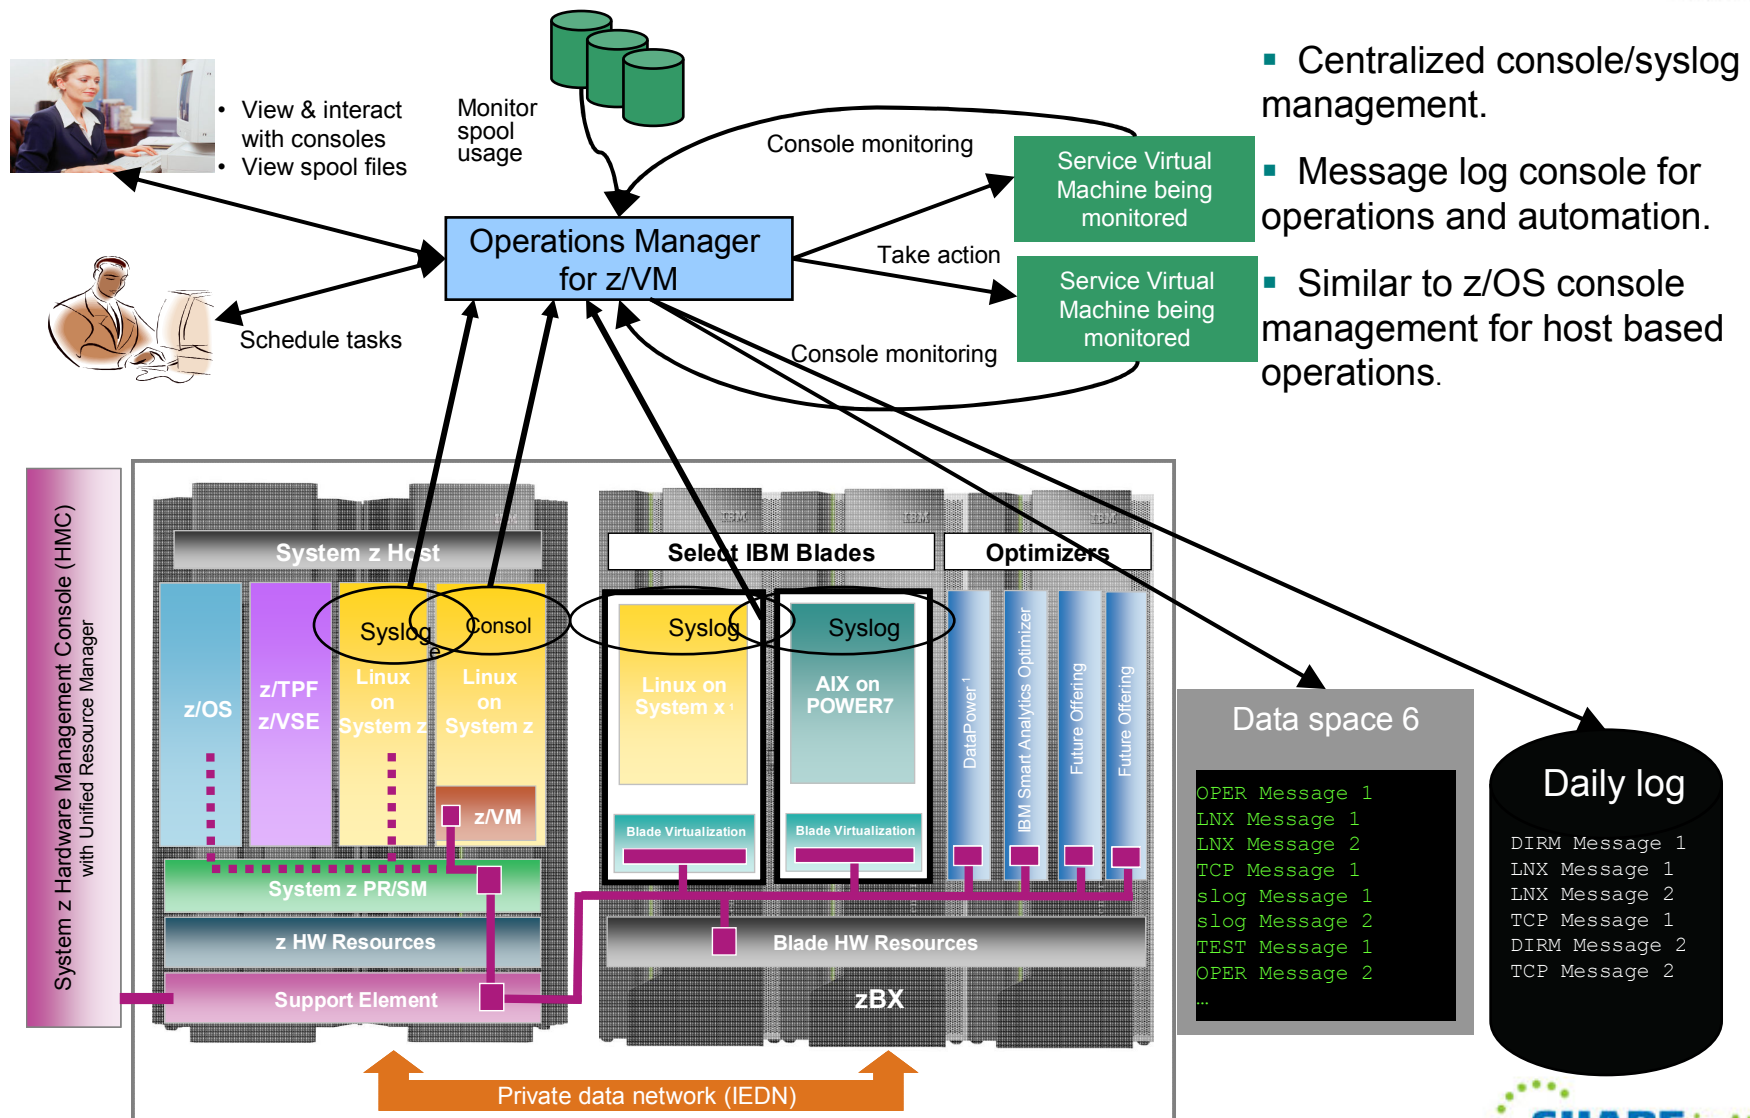 • View & interact
with consoles
• View spool files
Monitor
spool
usage
Console monitoring
Service Virtual
Machine being
monitored
Operations Manager
for z/VM
Take action
Service Virtual
Machine being
monitored
Console monitoring
Schedule tasks
▪ Centralized console/syslog
management.
▪ Message log console for
operations and automation.
▪ Similar to z/OS console
management for host based
operations.
System z Hardware Management Console (HMC)
with Unified Resource Manager
IBM
IBM
IBM
IBM
System z Host
Select IBM Blades
Optimizers
z/OS
z/TPF
z/VSE
Syslog
Linux
on
System z
Consol
e
Linux
on
System z
z/VM
Syslog
Linux on
System x 1
Blade Virtualization
Syslog
AIX on
POWER7
Blade Virtualization
DataPower 1
IBM Smart Analytics Optimizer
Future Offering
Future Offering
System z PR/SM
z HW Resources
Support Element
Blade HW Resources
zBX
Private data network (IEDN)
Data space 6
OPER Message 1
LNX Message 1
LNX Message 2
TCP Message 1
slog Message 1
slog Message 2
TEST Message 1
OPER Message 2
…
Daily log
DIRM Message 1
LNX Message 1
LNX Message 2
TCP Message 1
DIRM Message 2
TCP Message 2